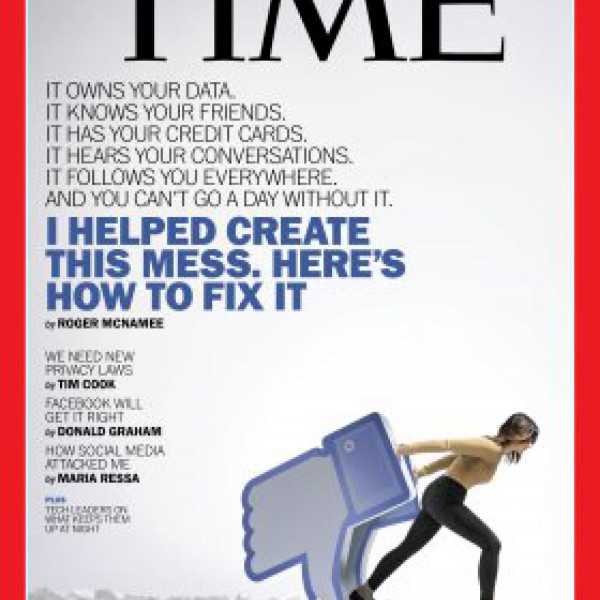 TIME
IT OWNS YOUR DATA.
IT KNOWS YOUR FRIENDS.
IT HAS YOUR CREDIT CARDS.
IT HEARS YOUR CONVERSATIONS.
IT FOLLOWS YOU EVERYWHERE.
AND YOU CAN'T GO A DAY WITHOUT IT.
I HELPED CREATE
THIS MESS. HERE'S
HOW TO FIX IT
by ROGER MCNAMEE
WE NEED NEW
PRIVACY LAWS
by TIM COOK
FACEBOOK WILL
GET IT RIGHT
by DONALD GRAHAM
HOW SOCIAL MEDIA
ATTACKED ME
by MARIA RESSA
PLUS
TECH LEADERS ON
WHAT KEEPS THEM
UP AT NIGHT